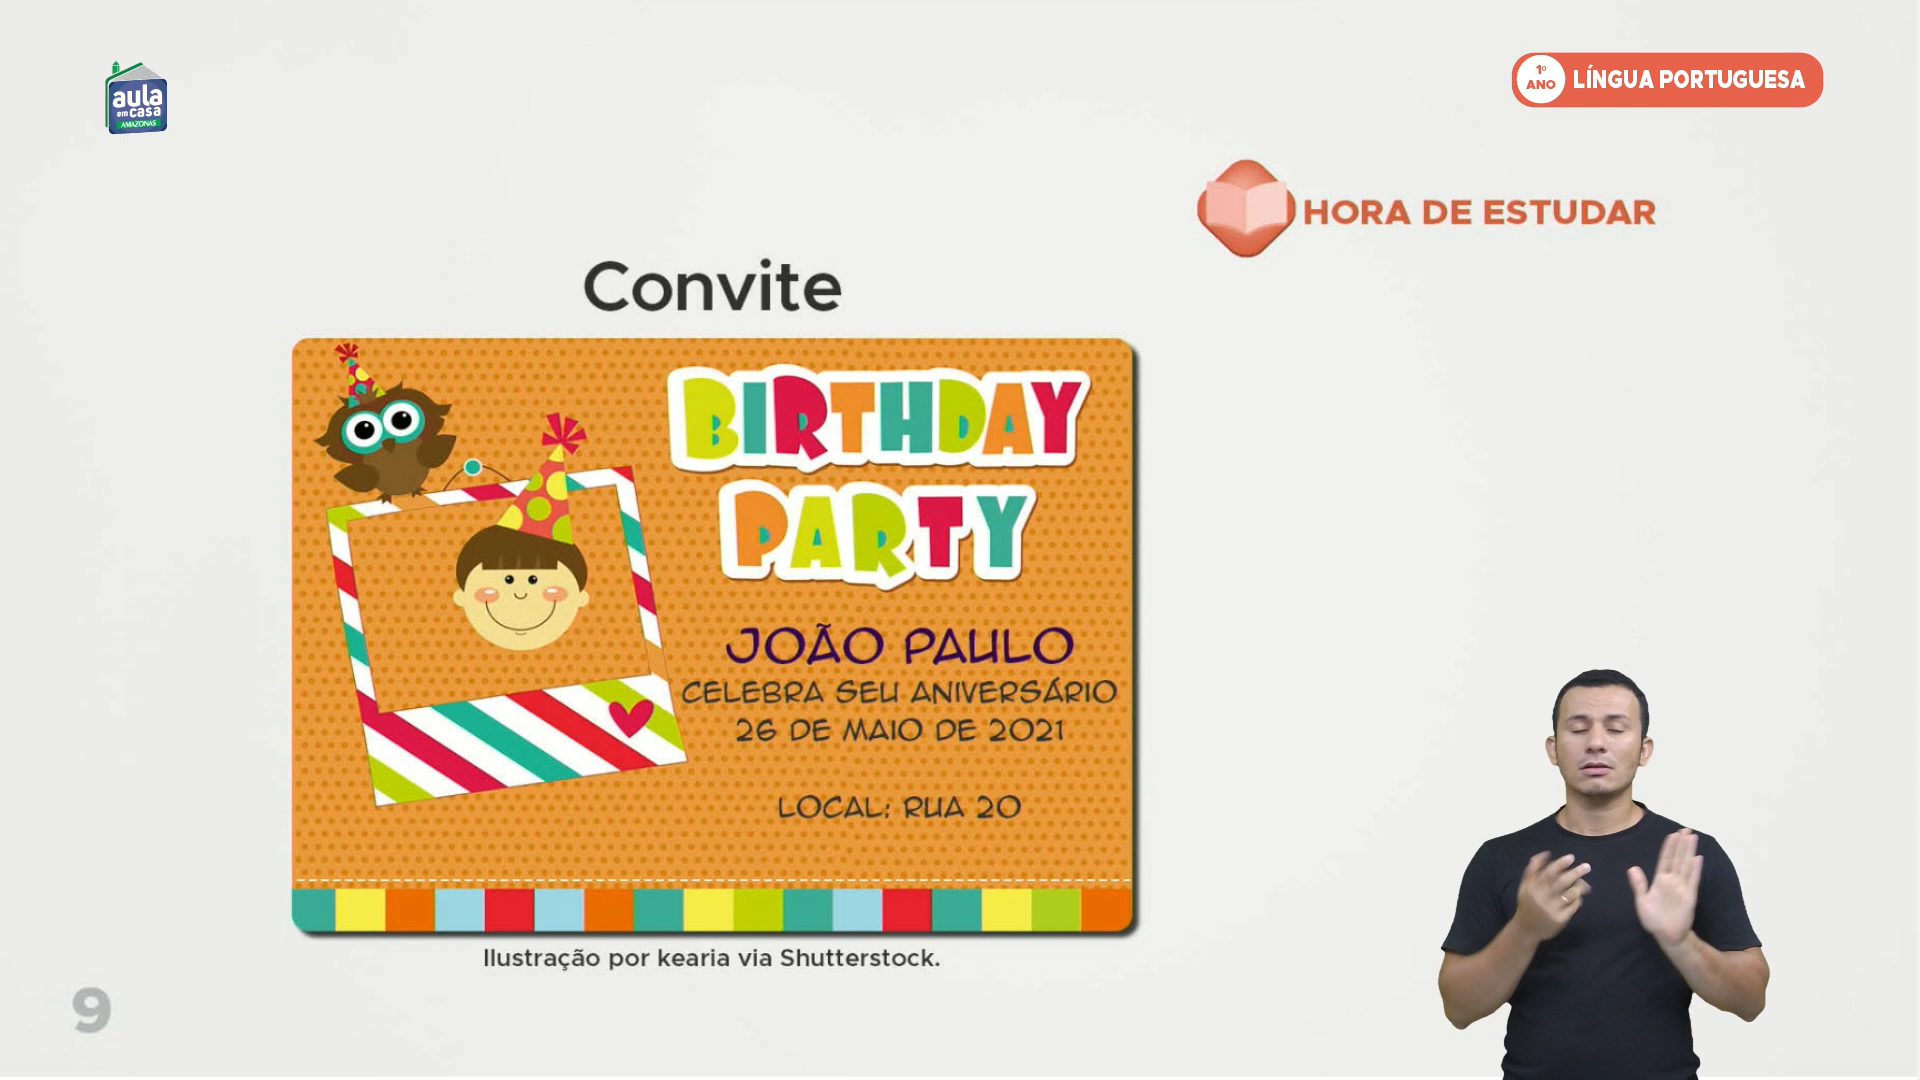 aula
em casa
AMAZONAS
1º
ANO
LÍNGUA PORTUGUESA
HORA DE ESTUDAR
Convite
BIRTHDAY
PARTY
JOÃO PAULO
CELEBRA SEU ANIVERSÁRIO
26 DE MAIO DE 2021
LOCAL: RUA 20
Ilustração por kearia via Shutterstock.
9